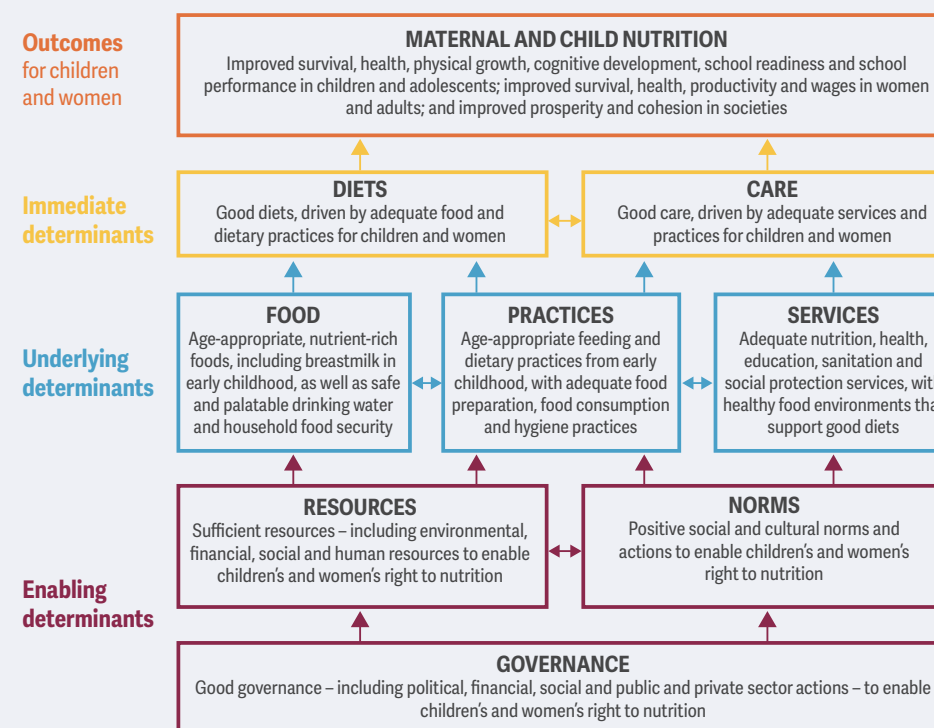 Outcomes
for children
and women
MATERNAL AND CHILD NUTRITION
Improved survival, health, physical growth, cognitive development, school readiness and school
performance in children and adolescents; improved survival, health, productivity and wages in women
and adults; and improved prosperity and cohesion in societies
Immediate
determinants
DIETS
Good diets, driven by adequate food and
dietary practices for children and women
CARE
Good care, driven by adequate services and
practices for children and women
Underlying
determinants
FOOD
Age-appropriate, nutrient-rich
foods, including breastmilk in
early childhood, as well as safe
and palatable drinking water
and household food security
PRACTICES
Age-appropriate feeding and
dietary practices from early
childhood, with adequate food
preparation, food consumption
and hygiene practices
SERVICES
Adequate nutrition, health,
education, sanitation and
social protection services,
healthy food environments
support good diets
Enabling
determinants
RESOURCES
Sufficient resources – including environmental,
financial, social and human resources to enable
children's and women's right to nutrition
NORMS
Positive social and cultural norms and
actions to enable children's and women's
right to nutrition
GOVERNANCE
Good governance – including political, financial, social and public and private sector actions – to enable
children's and women's right to nutrition